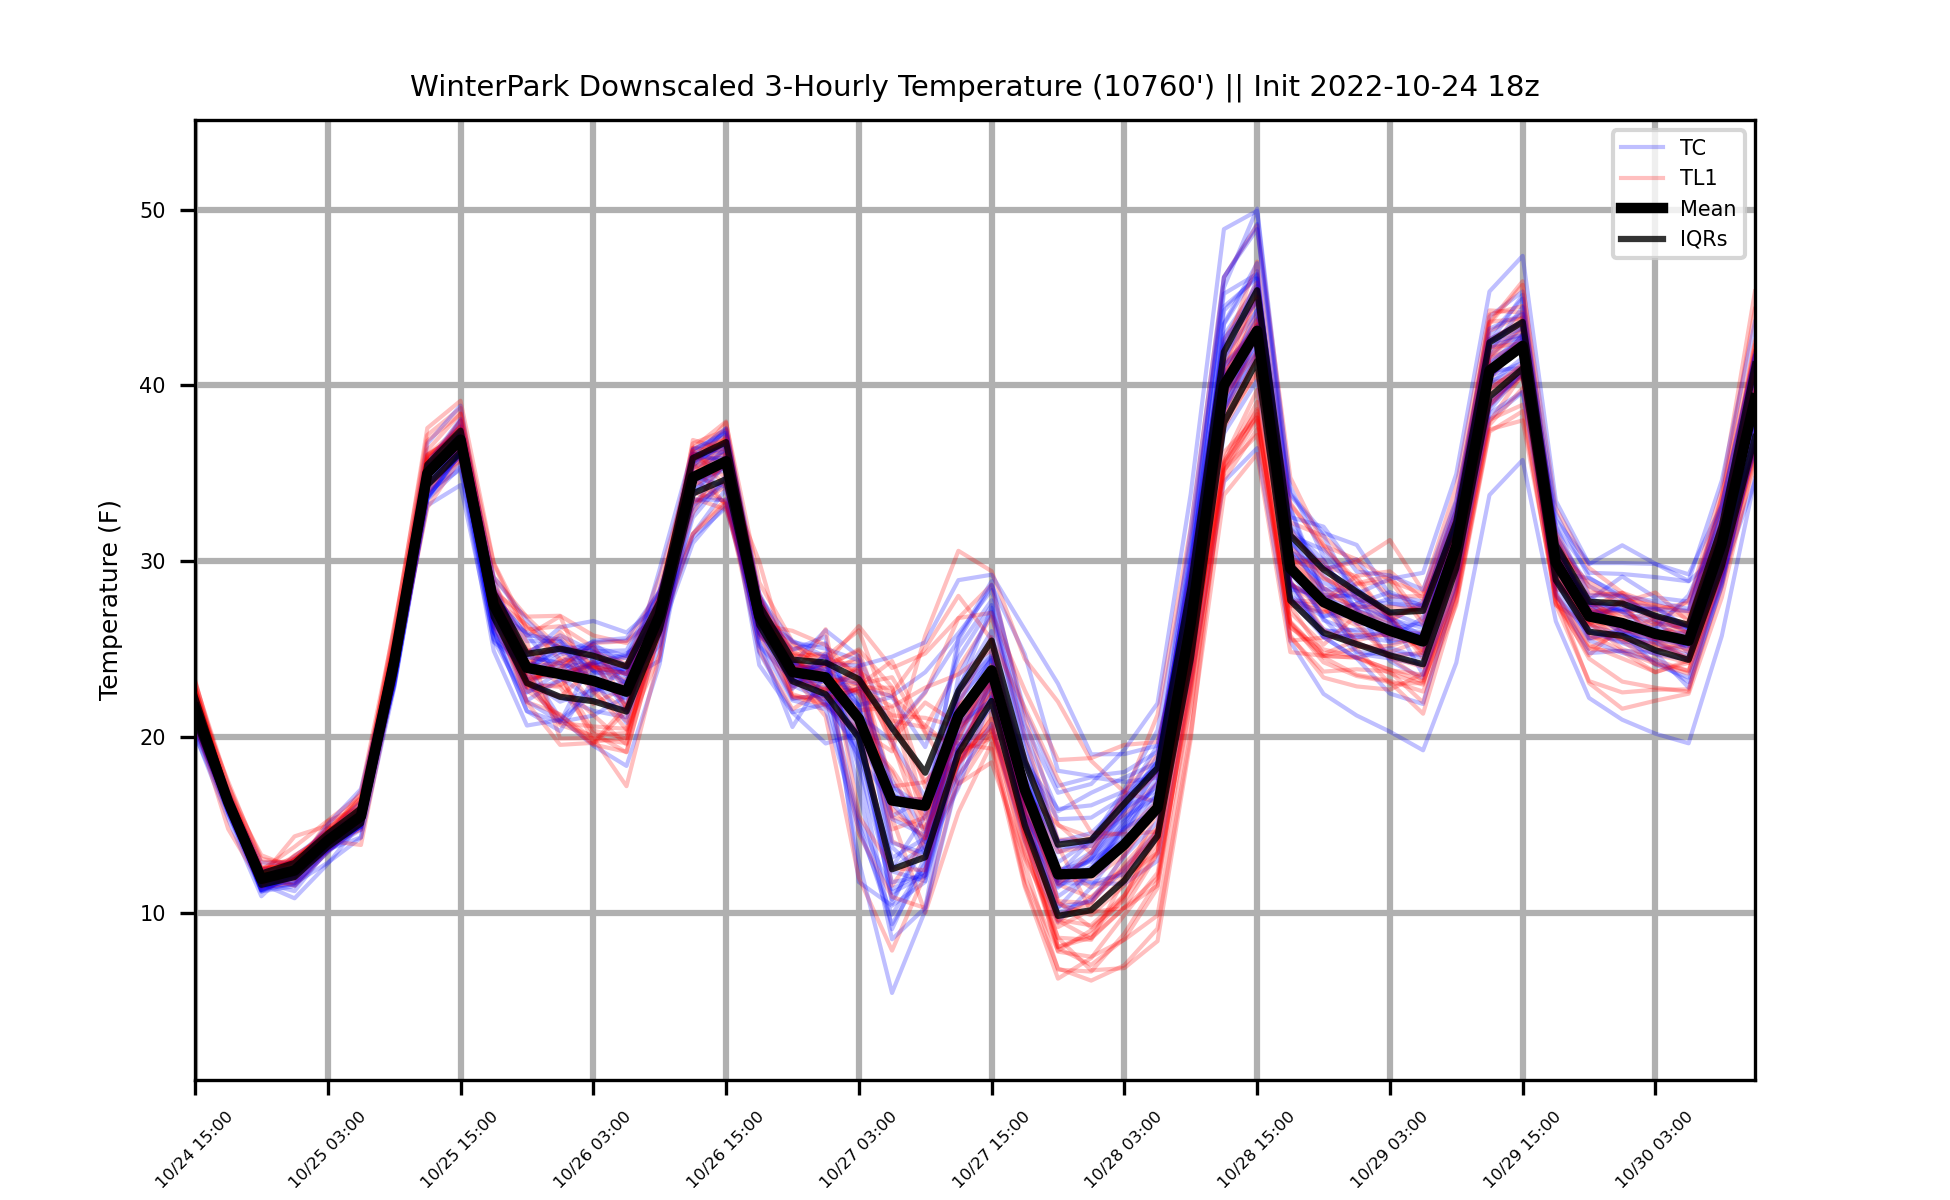 WinterPark Downscaled 3-Hourly Temperature (10760') || Init 2022-10-24 18z
TC
TL1
Mean
IQRs
Temperature (F)
50
40
30
20
10
10/24 15:00
10/25 03:00
10/25 15:00
10/26 03:00
10/26 15:00
10/27 03:00
10/27 15:00
10/28 03:00
10/28 15:00
10/29 03:00
10/29 15:00
10/30 03:00